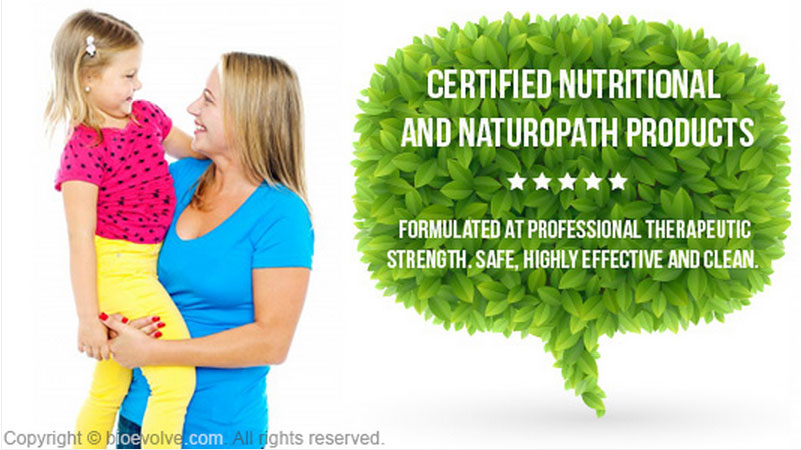 CERTIFIED NUTRITIONAL
AND NATUROPATH PRODUCTS
FORMULATED AT PROFESSIONAL THERAPEUTIC
STRENGTH. SAFE, HIGHLY EFFECTIVE AND CLEAN.
Copyright © bioevolve.com. All rights reserved.